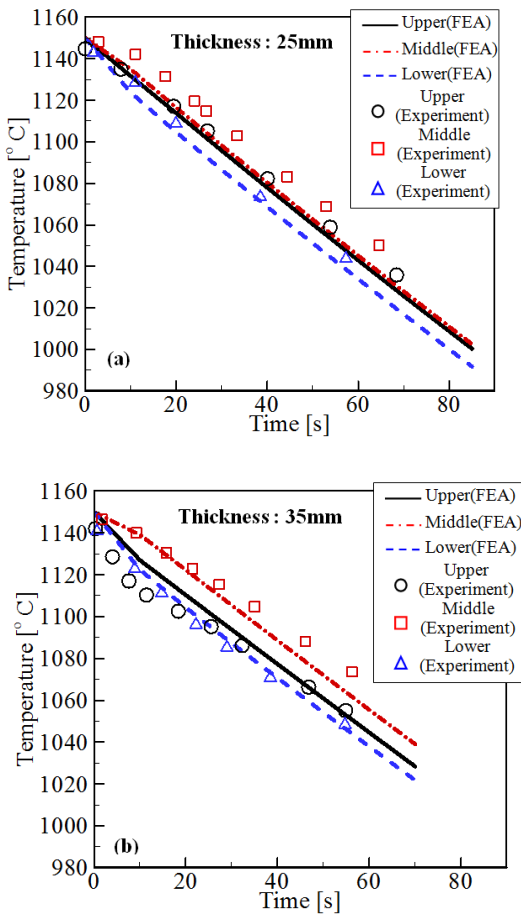 1160
1140
1120
1100
1080
1060
1040
1020
1000
980
Temperature [° C]
Thickness : 25mm
Upper(FEA)
Middle(FEA)
Lower(FEA)
Upper
(Experiment)
Middle
(Experiment)
Lower
(Experiment)
(a)
0 20 40 60 80
Time [s]
1160
1140
1120
1100
1080
1060
1040
1020
1000
980
Temperature [° C]
Thickness : 35mm
Upper(FEA)
Middle(FEA)
Lower(FEA)
Upper
(Experiment)
Middle
(Experiment)
Lower
(Experiment)
(b)
0 20 40 60 80
Time [s]